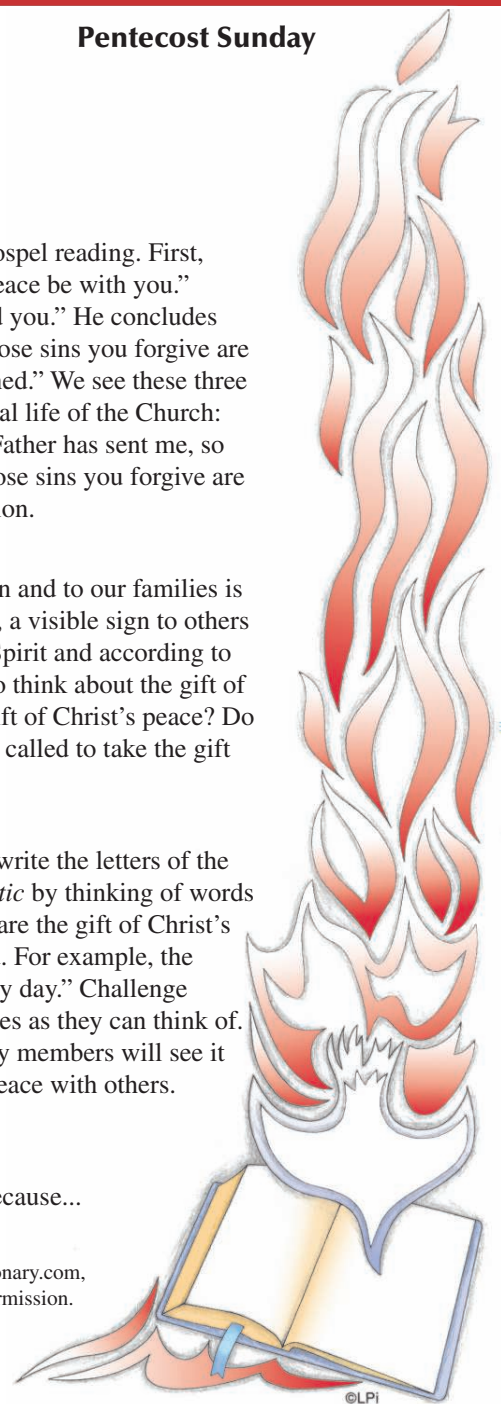 Pentecost Sunday
ospel reading. First,
eace be with you.”
d you.” He concludes
ose sins you forgive are
ned.” We see these three
al life of the Church:
Father has sent me, so
ose sins you forgive are
ion.
n and to our families is
, a visible sign to others
Spirit and according to
o think about the gift of
ift of Christ’s peace? Do
called to take the gift
write the letters of the
tic by thinking of words
are the gift of Christ’s
. For example, the
y day.” Challenge
es as they can think of.
y members will see it
eace with others.
ecause...
onary.com,
rmission.
©LPi